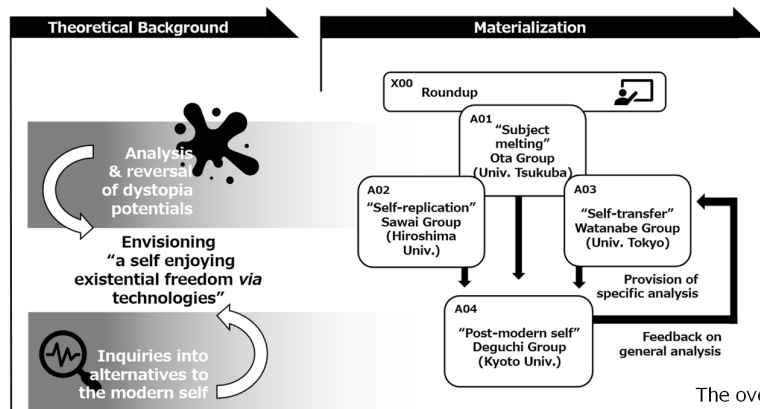 Theoretical Background
Materialization
X00
Roundup
A01
"Subject
melting"
Ota Group
(Univ. Tsukuba)
A02
"Self-replication"
Sawai Group
(Hiroshima
Univ.)
A03
"Self-transfer"
Watanabe Group
(Univ. Tokyo)
Analysis
& reversal
of dystopia
potentials
Envisioning
"a self enjoying
existential freedom via
technologies"
Inquiries into
alternatives to
the modern self
Provision of
specific analysis
A04
"Post-modern self"
Deguchi Group
(Kyoto Univ.)
Feedback on
general analysis
The ove